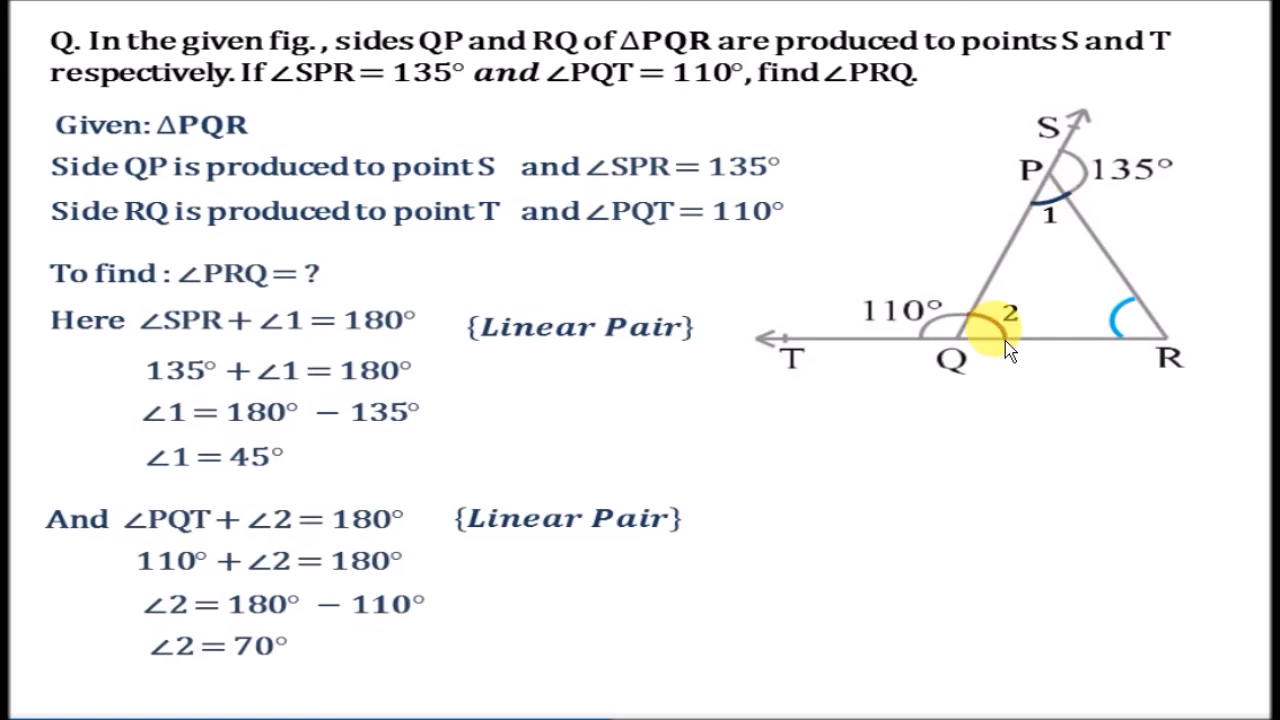 Q. In the given fig., sides QP and RQ of ∆PQR are produced to points S and T
respectively. If ∠SPR = 135° and ∠PQT = 110°, find ∠PRQ.
Given: ∆PQR
Side QP is produced to point S and ∠SPR = 135°
Side RQ is produced to point T and ∠PQT = 110°
To find : ∠PRQ = ?
Here ∠SPR + ∠1 = 180° {Linear Pair}
135° + ∠1 = 180°
∠1 = 180° − 135°
∠1 = 45°
And ∠PQT + ∠2 = 180° {Linear Pair}
110° + ∠2 = 180°
∠2 = 180° − 110°
∠2 = 70°
S
P 135°
1
110° 2
T Q R